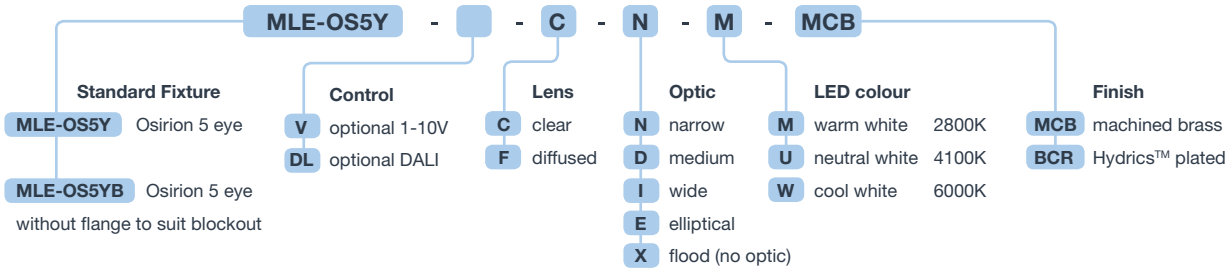 MLE-OS5Y - - C - N - M - MCB
Standard Fixture
MLE-OS5Y Osirion 5 eye
MLE-OS5YB Osirion 5 eye
without flange to suit blockout
Control
V optional 1-10V
DL optional DALI
Lens
C clear
F diffused
Optic
N narrow
D medium
I wide
E elliptical
X flood (no optic)
LED colour
M warm white 2800K
U neutral white 4100K
W cool white 6000K
Finish
MCB machined brass
BCR Hydrics™ plated